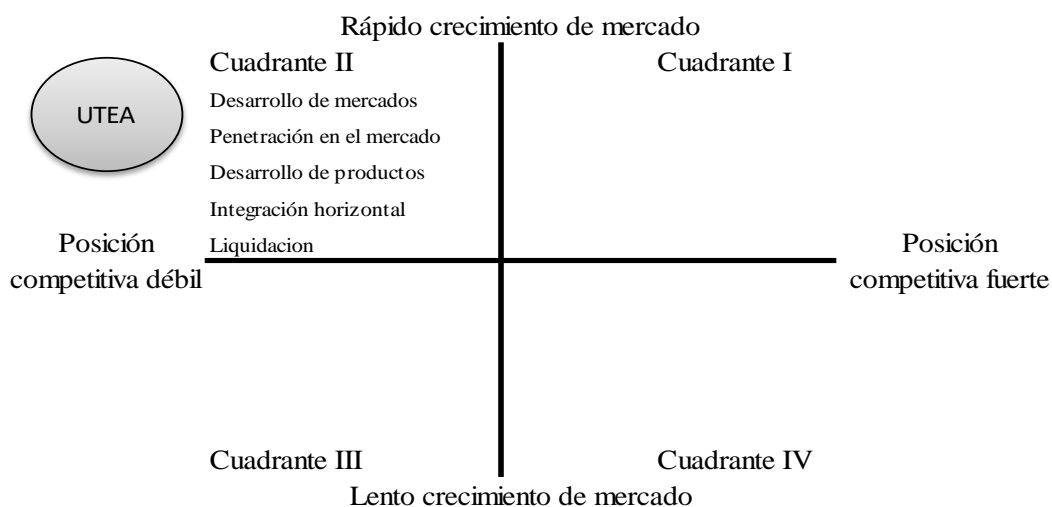 Rápido crecimiento de mercado
Cuadrante II
Cuadrante I
UTEA
Desarrollo de mercados
Penetración en el mercado
Desarrollo de productos
Integración horizontal
Liquidacion
Posición
competitiva débil
Posición
competitiva fuerte
Cuadrante III
Cuadrante IV
Lento crecimiento de mercado